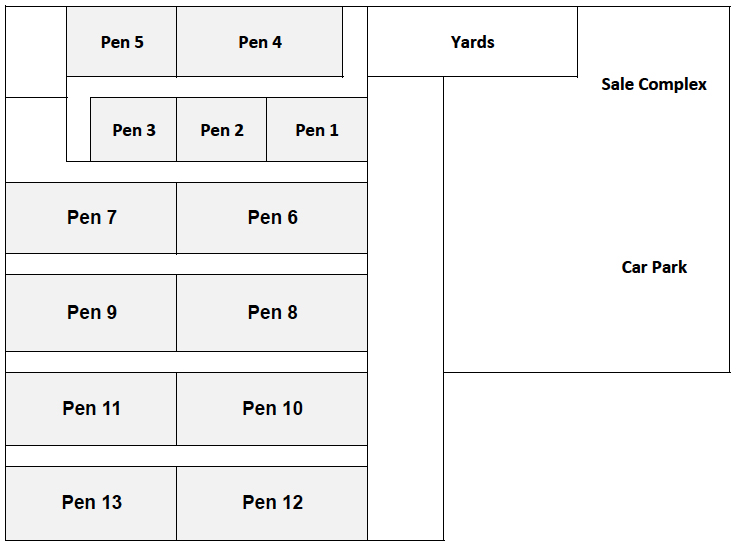 Pen 5
Pen 4
Yards
Sale Complex
Pen 3
Pen 2
Pen 1
Pen 7
Pen 6
Car Park
Pen 9
Pen 8
Pen 11
Pen 10
Pen 13
Pen 12